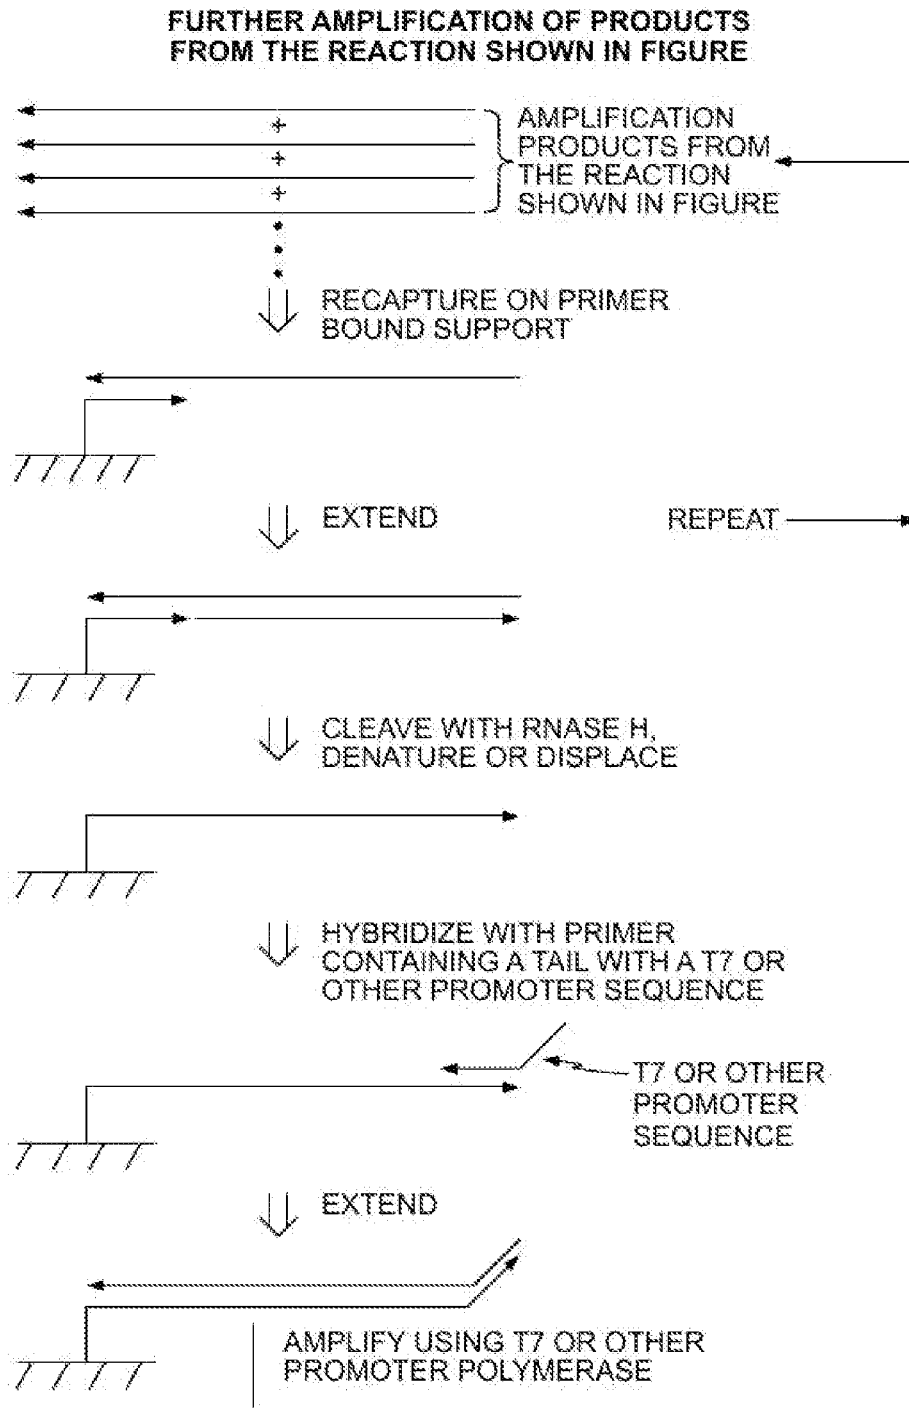 FURTHER AMPLIFICATION OF PRODUCTS
FROM THE REACTION SHOWN IN FIGURE
AMPLIFICATION
PRODUCTS FROM
THE REACTION
SHOWN IN FIGURE
+
+
+
RECAPTURE ON PRIMER
BOUND SUPPORT
EXTEND
REPEAT
CLEAVE WITH RNASE H,
DENATURE OR DISPLACE
HYBRIDIZE WITH PRIMER
CONTAINING A TAIL WITH A T7 OR
OTHER PROMOTER SEQUENCE
T7 OR OTHER
PROMOTER
SEQUENCE
EXTEND
AMPLIFY USING T7 OR OTHER
PROMOTER POLYMERASE